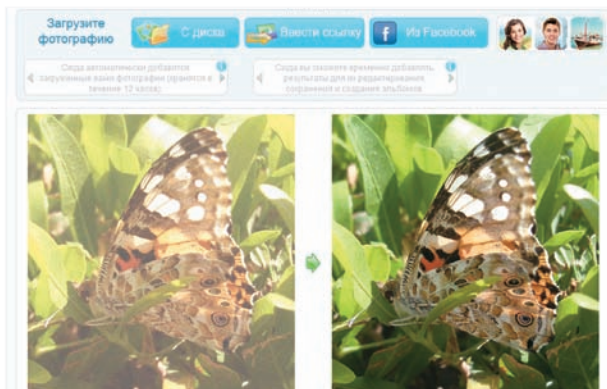 Загрузите
фотографию
С диска
Ввести ссылку
Из Facebook
Сюда автоматически добавятся
загруженные вами фотографии (хранятся в
течение 12 часов)
Сюда вы сможете временно добавлять
результаты для их редактирования
сохранения и создания альбомов